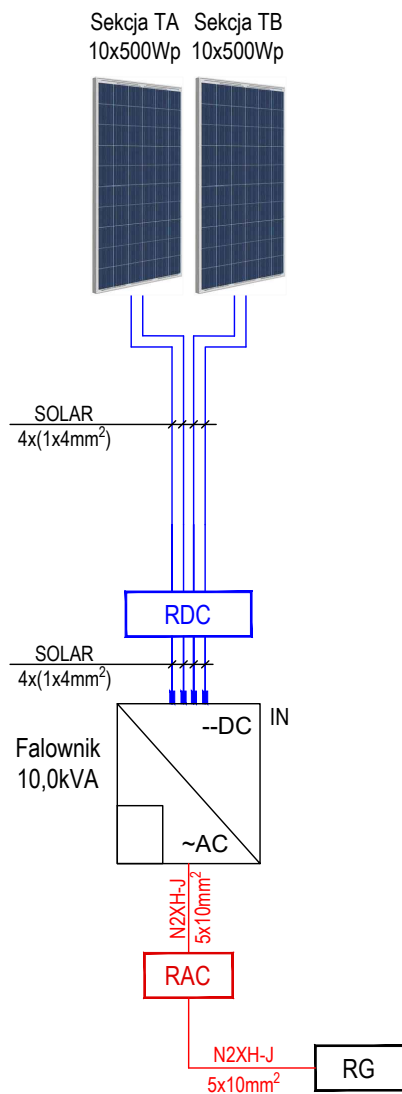 Sekcja TA
10x500Wp
Sekcja TB
10x500Wp
SOLAR
4x(1x4mm²)
RDC
SOLAR
4x(1x4mm²)
--DC
IN
Falownik
10,0kVA
~AC
N2XH-J
5x10mm²
RAC
N2XH-J
5x10mm²
RG